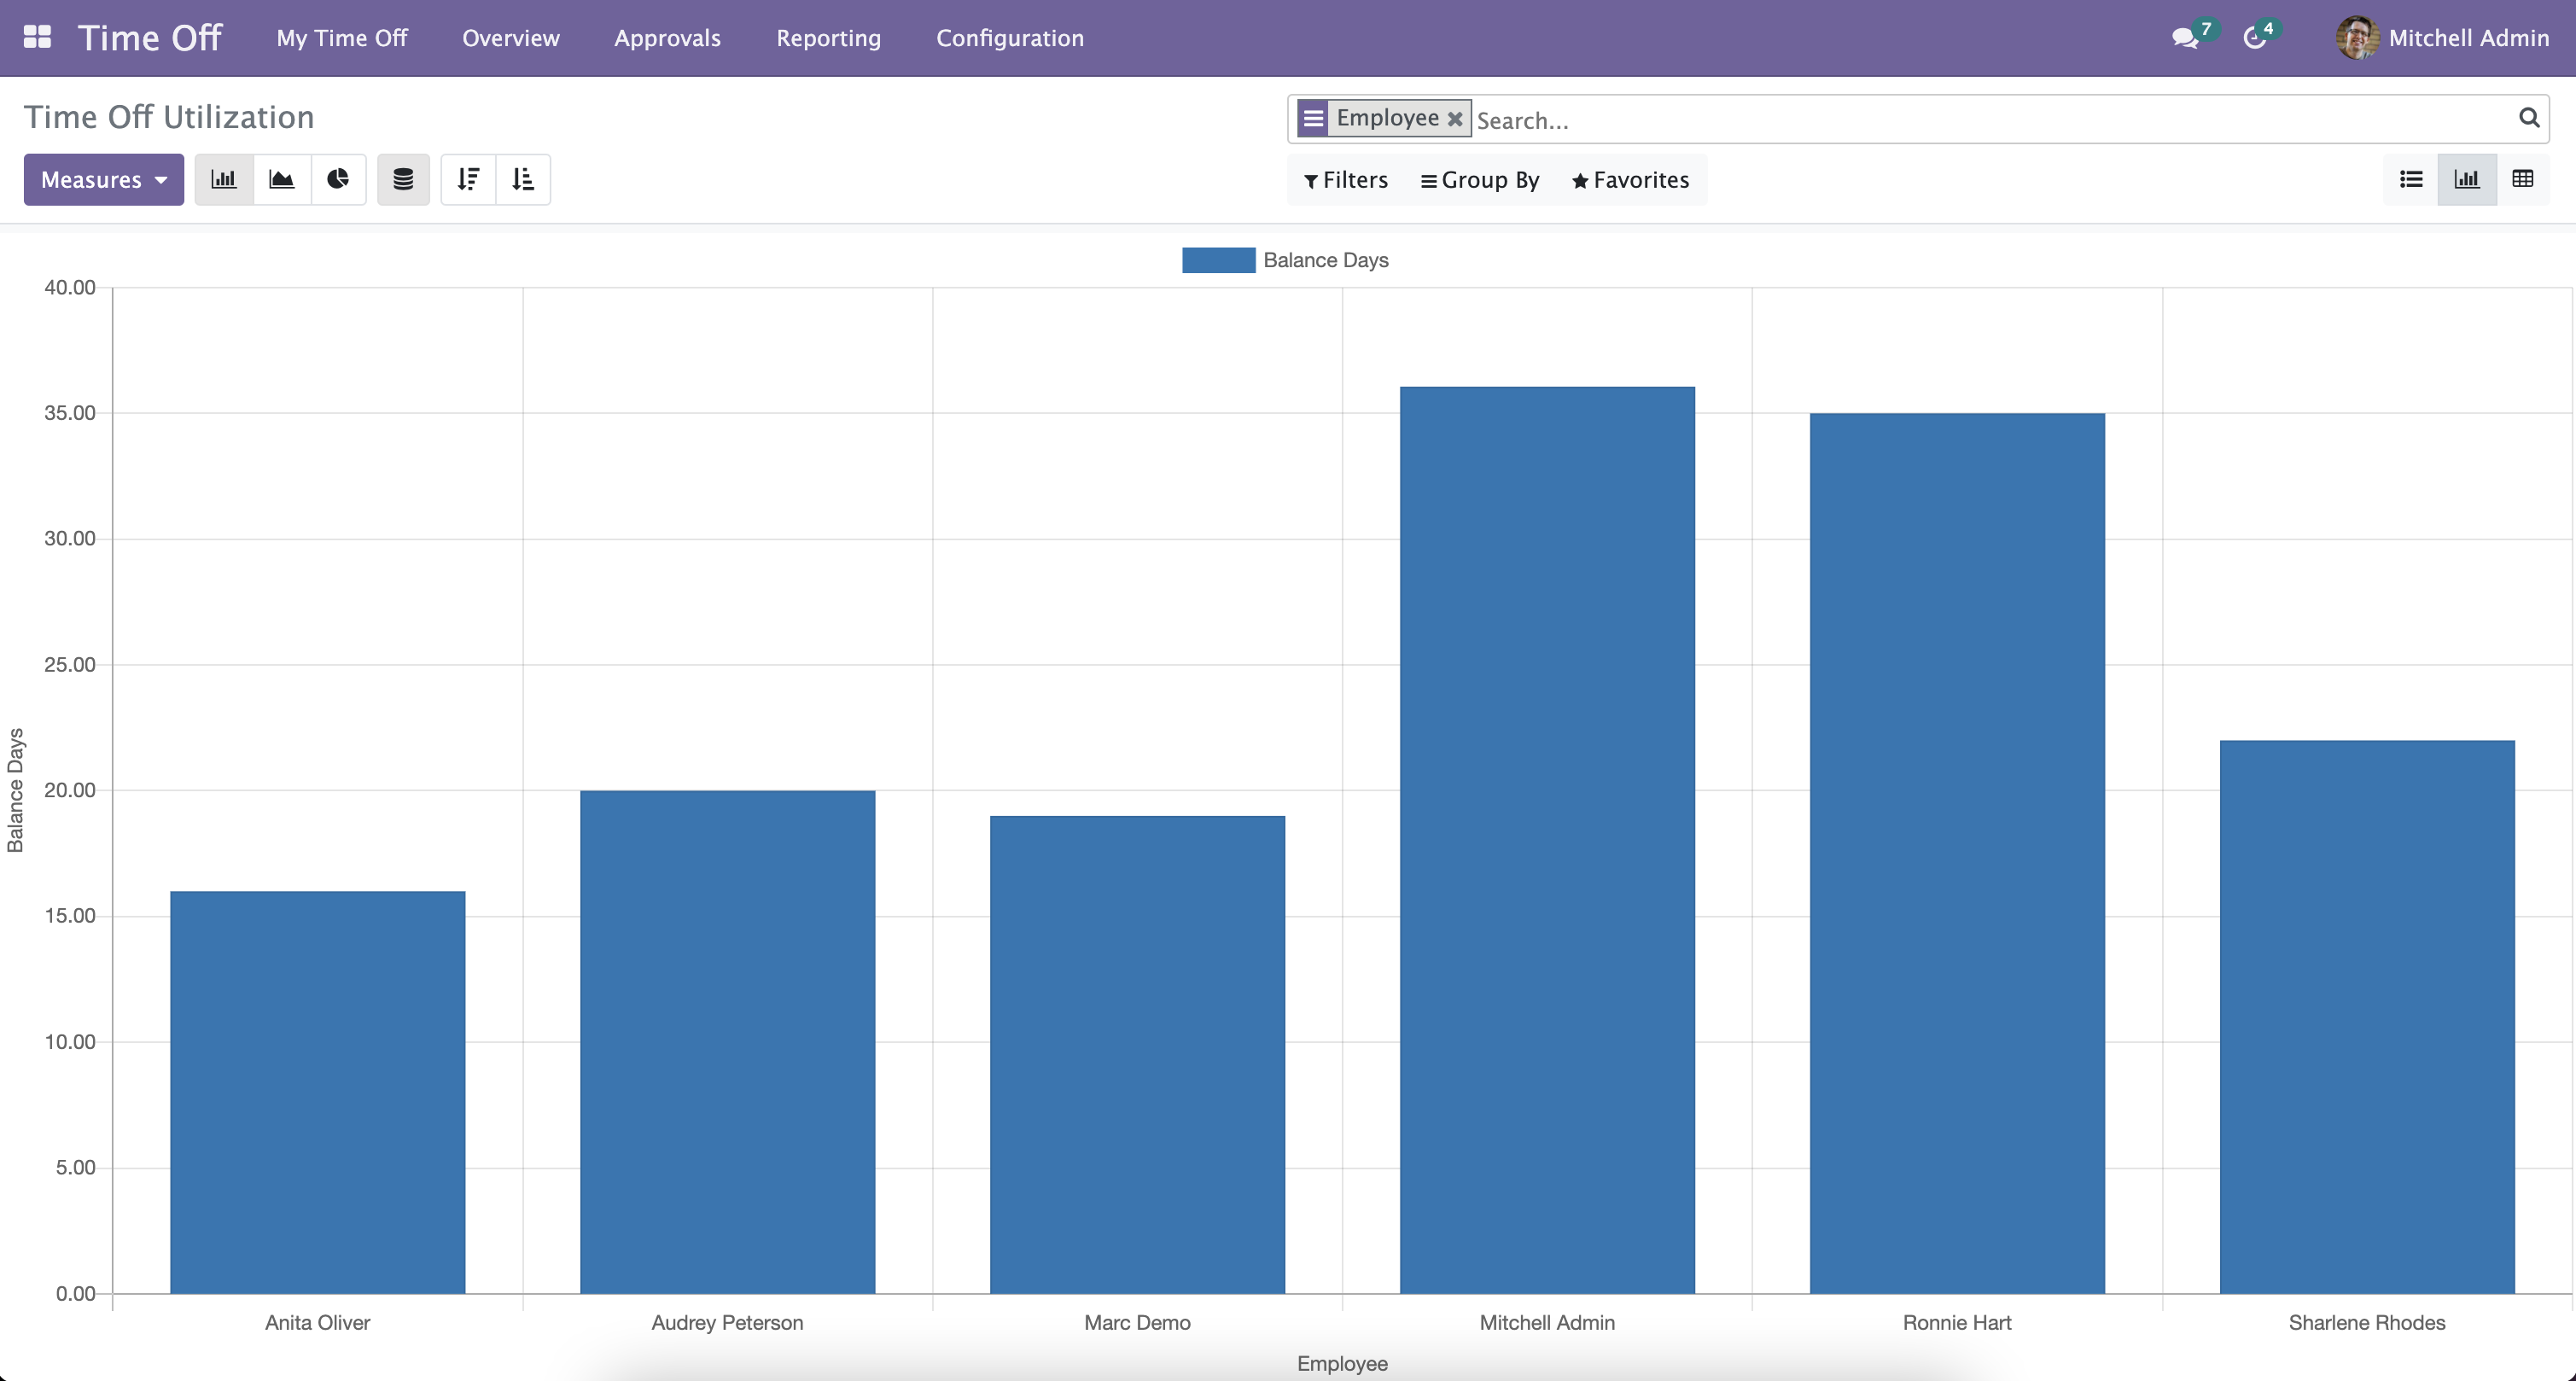 Time Off My Time Off Overview Approvals Reporting Configuration 7 4 Mitchell Admin
Time Off Utilization
Employee Search...
Measures
Filters Group By Favorites
Balance Days
40.00
35.00
30.00
25.00
20.00
15.00
10.00
5.00
0.00
Balance Days
Anita Oliver Audrey Peterson Marc Demo Mitchell Admin Ronnie Hart Sharlene Rhodes
Employee